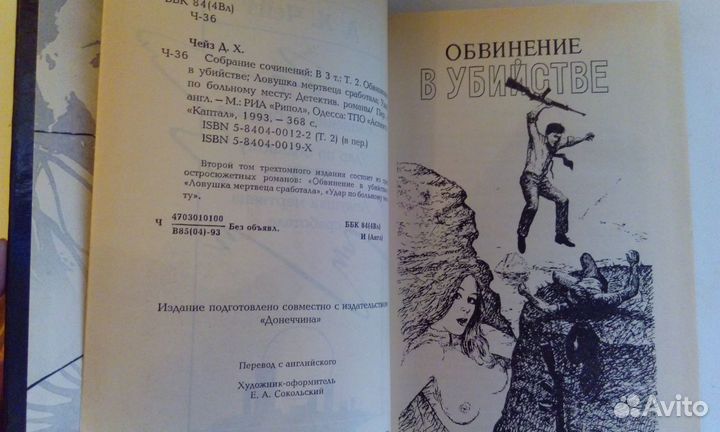 ББК 84(4Вл)
Ч-36
Чейз Д. Х.
Ч-36 Собрание сочинений: В 3 т.: Т. 2. Обвинение
в убийстве; Ловушка мертвеца сработала; Удар
по больному месту: Детектив. романы/ Пер.
англ. — М.: РИА «Рипол», Одесса: ТПО «Аспект»,
«Каптал», 1993. — 368 с.
ISBN 5-8404-0012-2 (Т. 2) (в пер.)
ISBN 5-8404-0019-X
Второй том трехтомного издания состоит из
остросюжетных романов: «Обвинение в убийстве»,
«Ловушка мертвеца сработала», «Удар по больному
ту».
Ч 4703010100 Без объявл. ББК 84(4Вл)
В85(04)-93 И (Англ)
Издание подготовлено совместно с издательством
«Донеччина»
Перевод с английского
Художник-оформитель
Е. А. Сокольский
ОБВИНЕНИЕ
В УБИЙСТВЕ
Avito